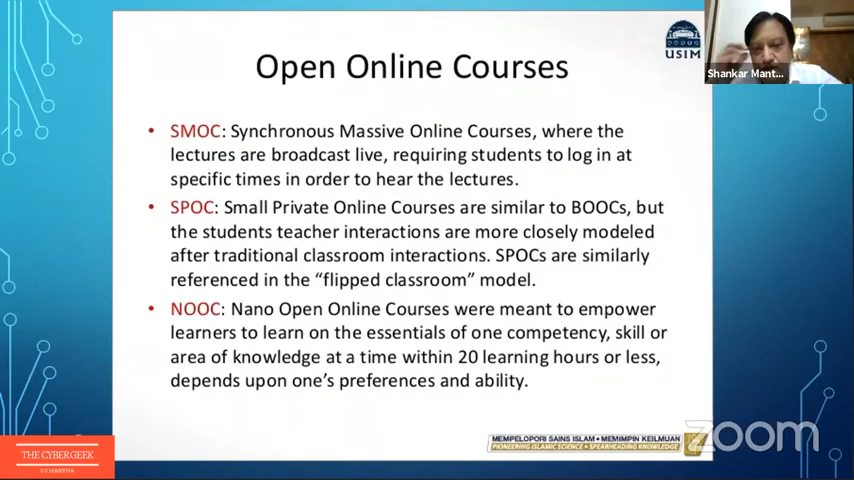 Open Online Courses
USIM
Shankar Mant...
• SMOC: Synchronous Massive Online Courses, where the
lectures are broadcast live, requiring students to log in at
specific times in order to hear the lectures.
• SPOC: Small Private Online Courses are similar to BOOCs, but
the students teacher interactions are more closely modeled
after traditional classroom interactions. SPOCs are similarly
referenced in the “flipped classroom” model.
• NOOC: Nano Open Online Courses were meant to empower
learners to learn on the essentials of one competency, skill or
area of knowledge at a time within 20 learning hours or less,
depends upon one’s preferences and ability.
MEMPELOPORI SAINS ISLAM • MEMIMPIN KEILMUAN
PIONEERING ISLAMIC SCIENCE • SPEARHEADING KNOWLEDGE
zoom
THE CYBERGEEK
S S MANTHA